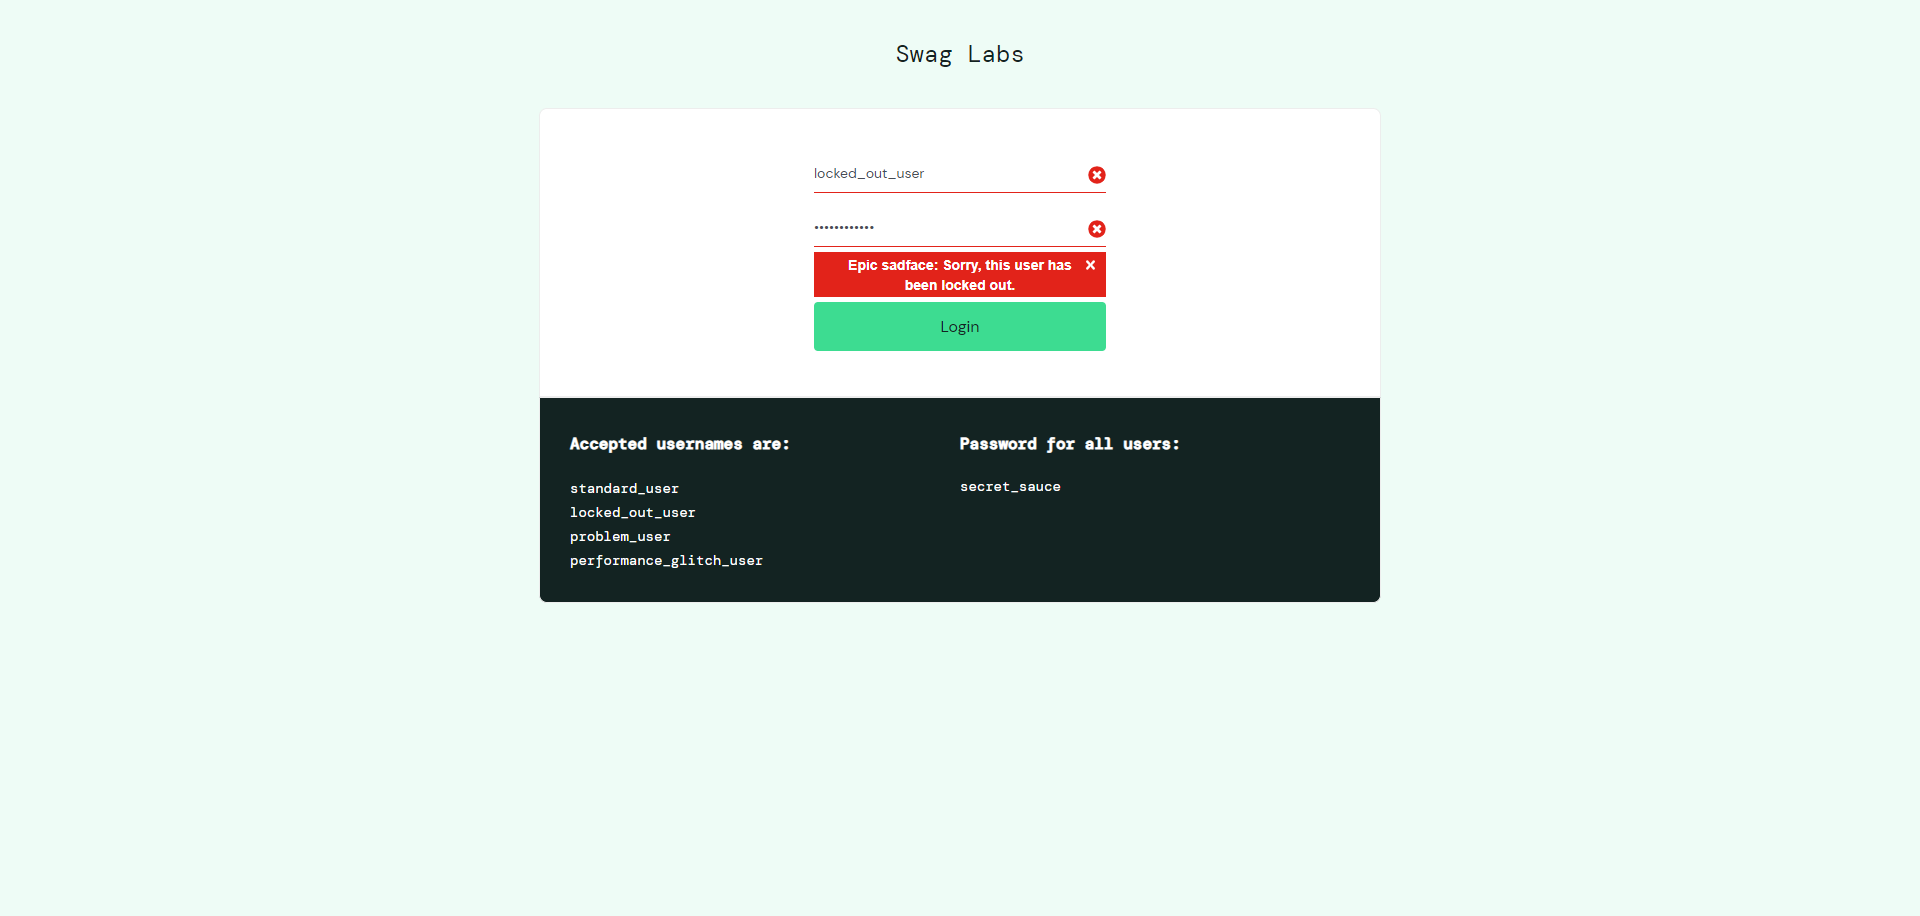 Swag Labs
locked_out_user
••••••••••••
Epic sadface: Sorry, this user has
been locked out.
Login
Accepted usernames are:
standard_user
locked_out_user
problem_user
performance_glitch_user
Password for all users:
secret_sauce